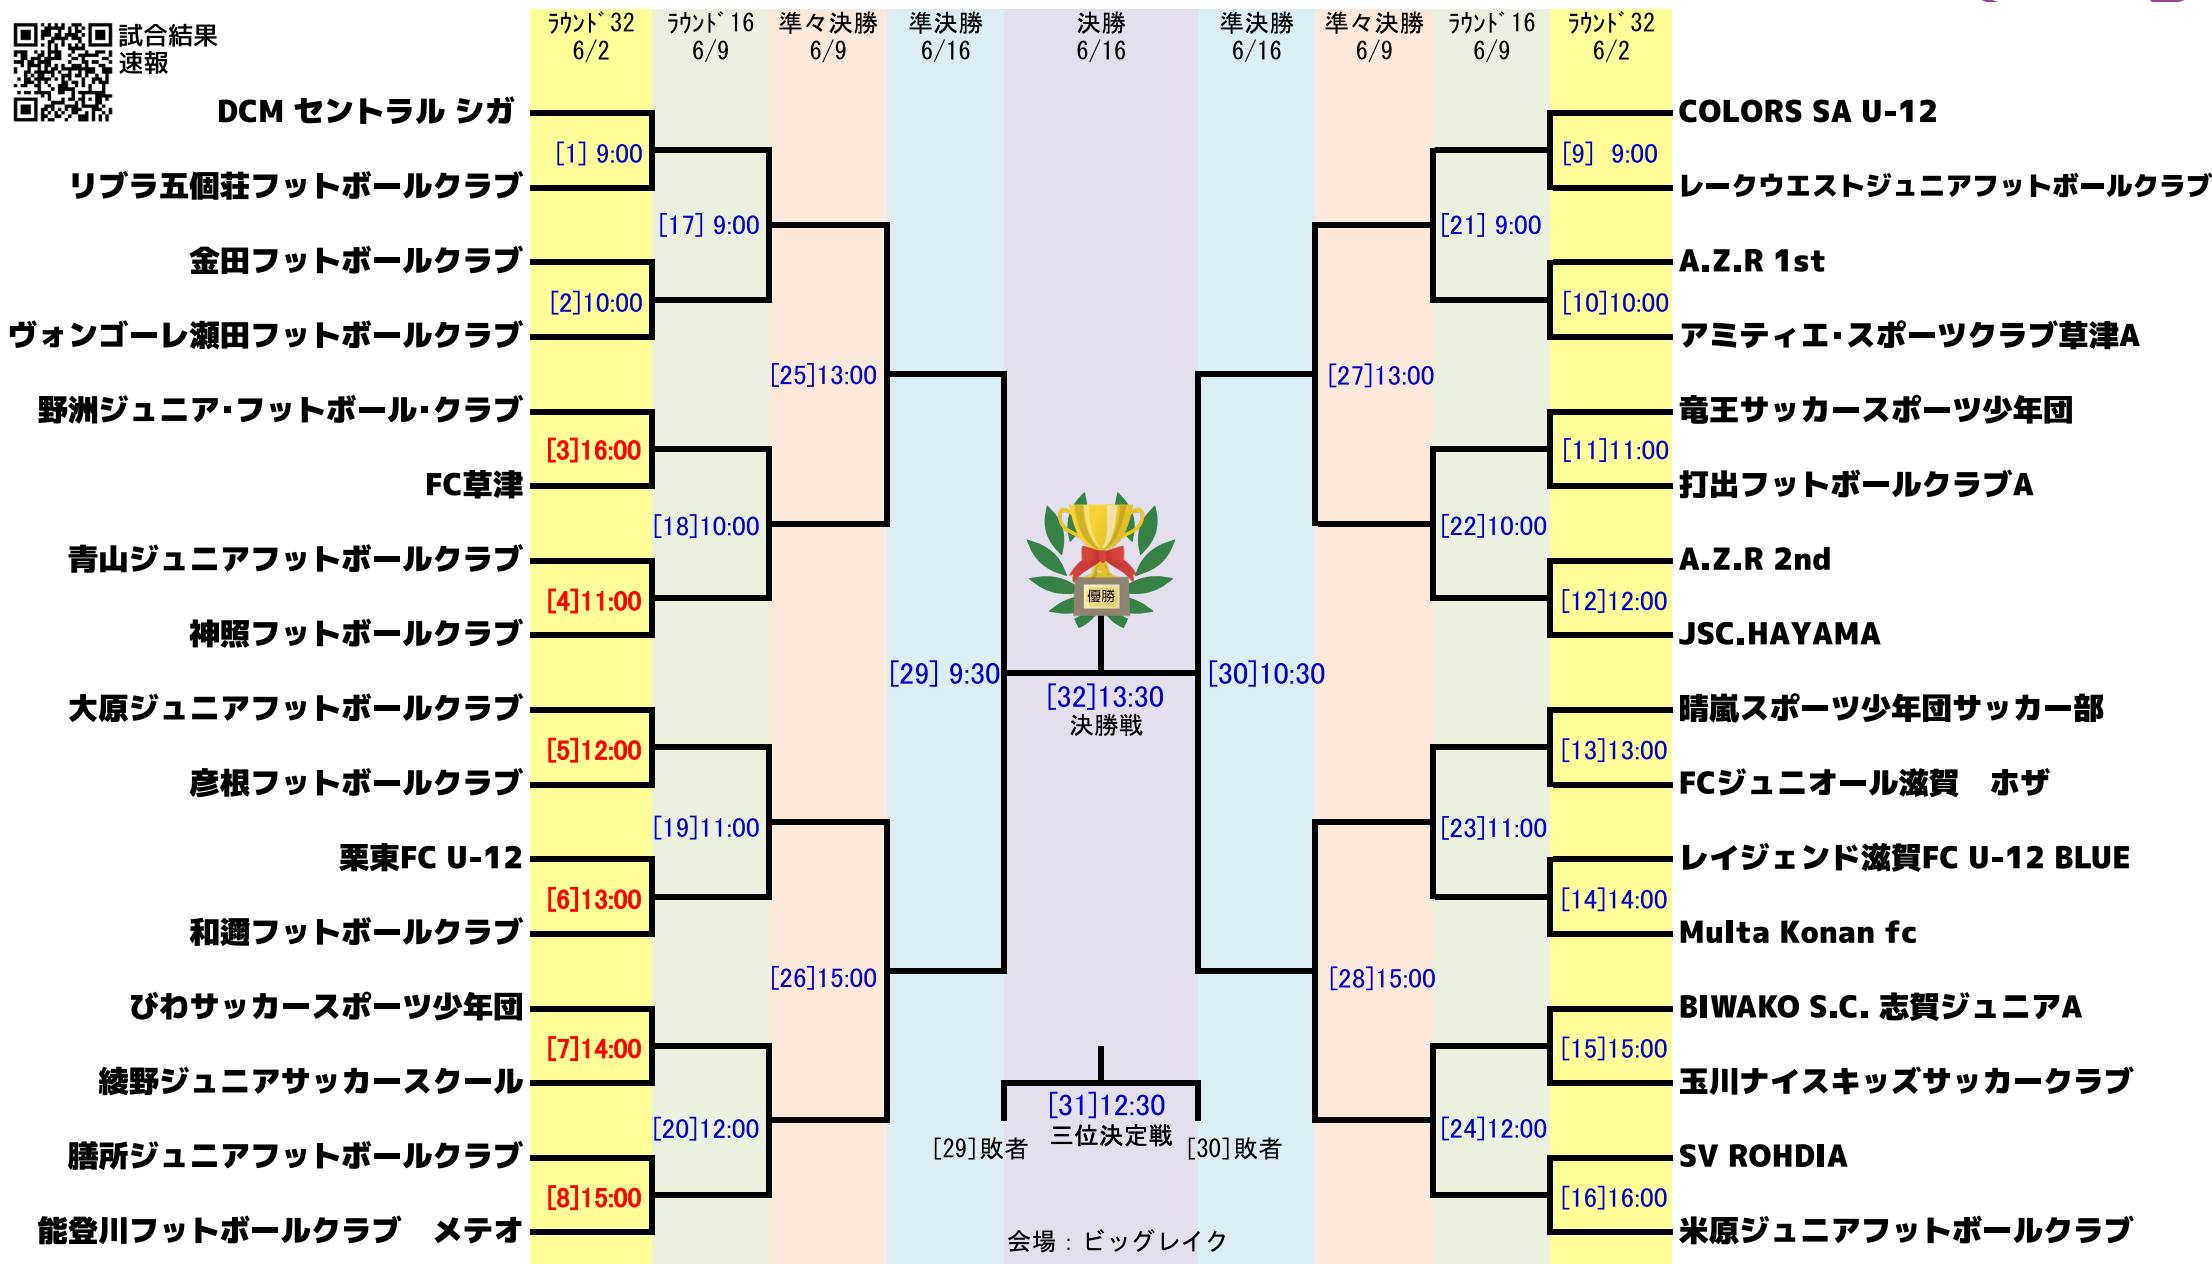 試合結果
速報
ラウンド32
6/2
ラウンド16
6/9
準々決勝
6/9
準決勝
6/16
決勝
6/16
準決勝
6/16
準々決勝
6/9
ラウンド16
6/9
ラウンド32
6/2
DCM セントラル シガ
[1] 9:00
リブラ五個荘フットボールクラブ
[17] 9:00
金田フットボールクラブ
[2]10:00
ヴォンゴーレ瀬田フットボールクラブ
[25]13:00
野洲ジュニア・フットボール・クラブ
[3]16:00
FC草津
[18]10:00
青山ジュニアフットボールクラブ
[4]11:00
神照フットボールクラブ
[29] 9:30
大原ジュニアフットボールクラブ
[5]12:00
彦根フットボールクラブ
[19]11:00
栗東FC U-12
[6]13:00
和邇フットボールクラブ
[26]15:00
びわサッカースポーツ少年団
[7]14:00
綾野ジュニアサッカースクール
[20]12:00
膳所ジュニアフットボールクラブ
[8]15:00
能登川フットボールクラブ　メテオ
優勝
[32]13:30
決勝戦
[31]12:30
三位決定戦
[29]敗者
[30]敗者
会場：ビッグレイク
COLORS SA U-12
[9] 9:00
レークウエストジュニアフットボールクラブ
[21] 9:00
A.Z.R 1st
[10]10:00
アミティエ・スポーツクラブ草津A
[27]13:00
竜王サッカースポーツ少年団
[11]11:00
打出フットボールクラブA
[22]10:00
A.Z.R 2nd
[12]12:00
JSC.HAYAMA
[30]10:30
晴嵐スポーツ少年団サッカー部
[13]13:00
FCジュニオール滋賀　ホザ
[23]11:00
レイジェンド滋賀FC U-12 BLUE
[14]14:00
Multa Konan fc
[28]15:00
BIWAKO S.C. 志賀ジュニアA
[15]15:00
玉川ナイスキッズサッカークラブ
[24]12:00
SV ROHDIA
[16]16:00
米原ジュニアフットボールクラブ